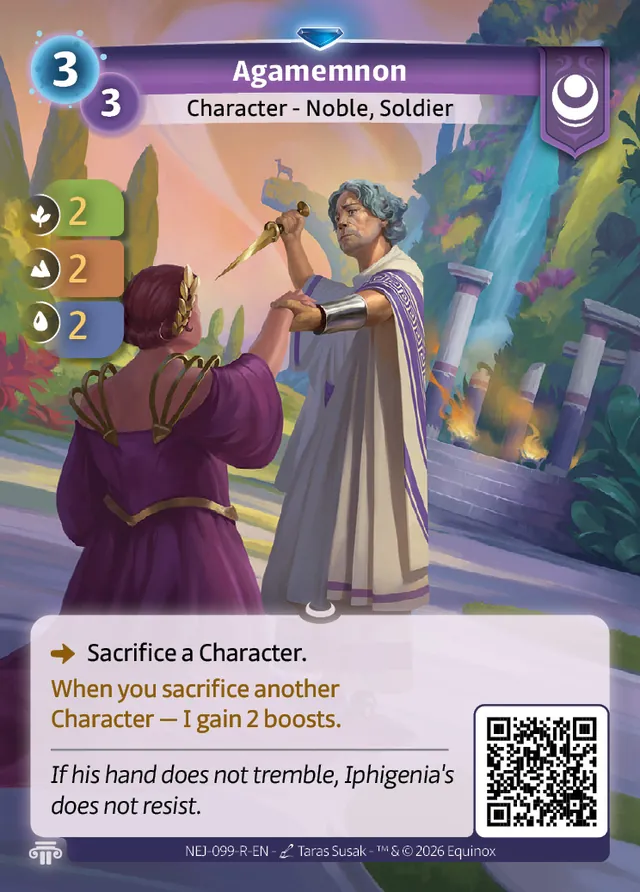 3
Agamemnon
3
Character - Noble, Soldier
2
2
2
Sacrifice a Character.
When you sacrifice another
Character — I gain 2 boosts.
If his hand does not tremble, Iphigenia's
does not resist.
NEJ-099-R-EN - Taras Susak - ™ & © 2026 Equinox